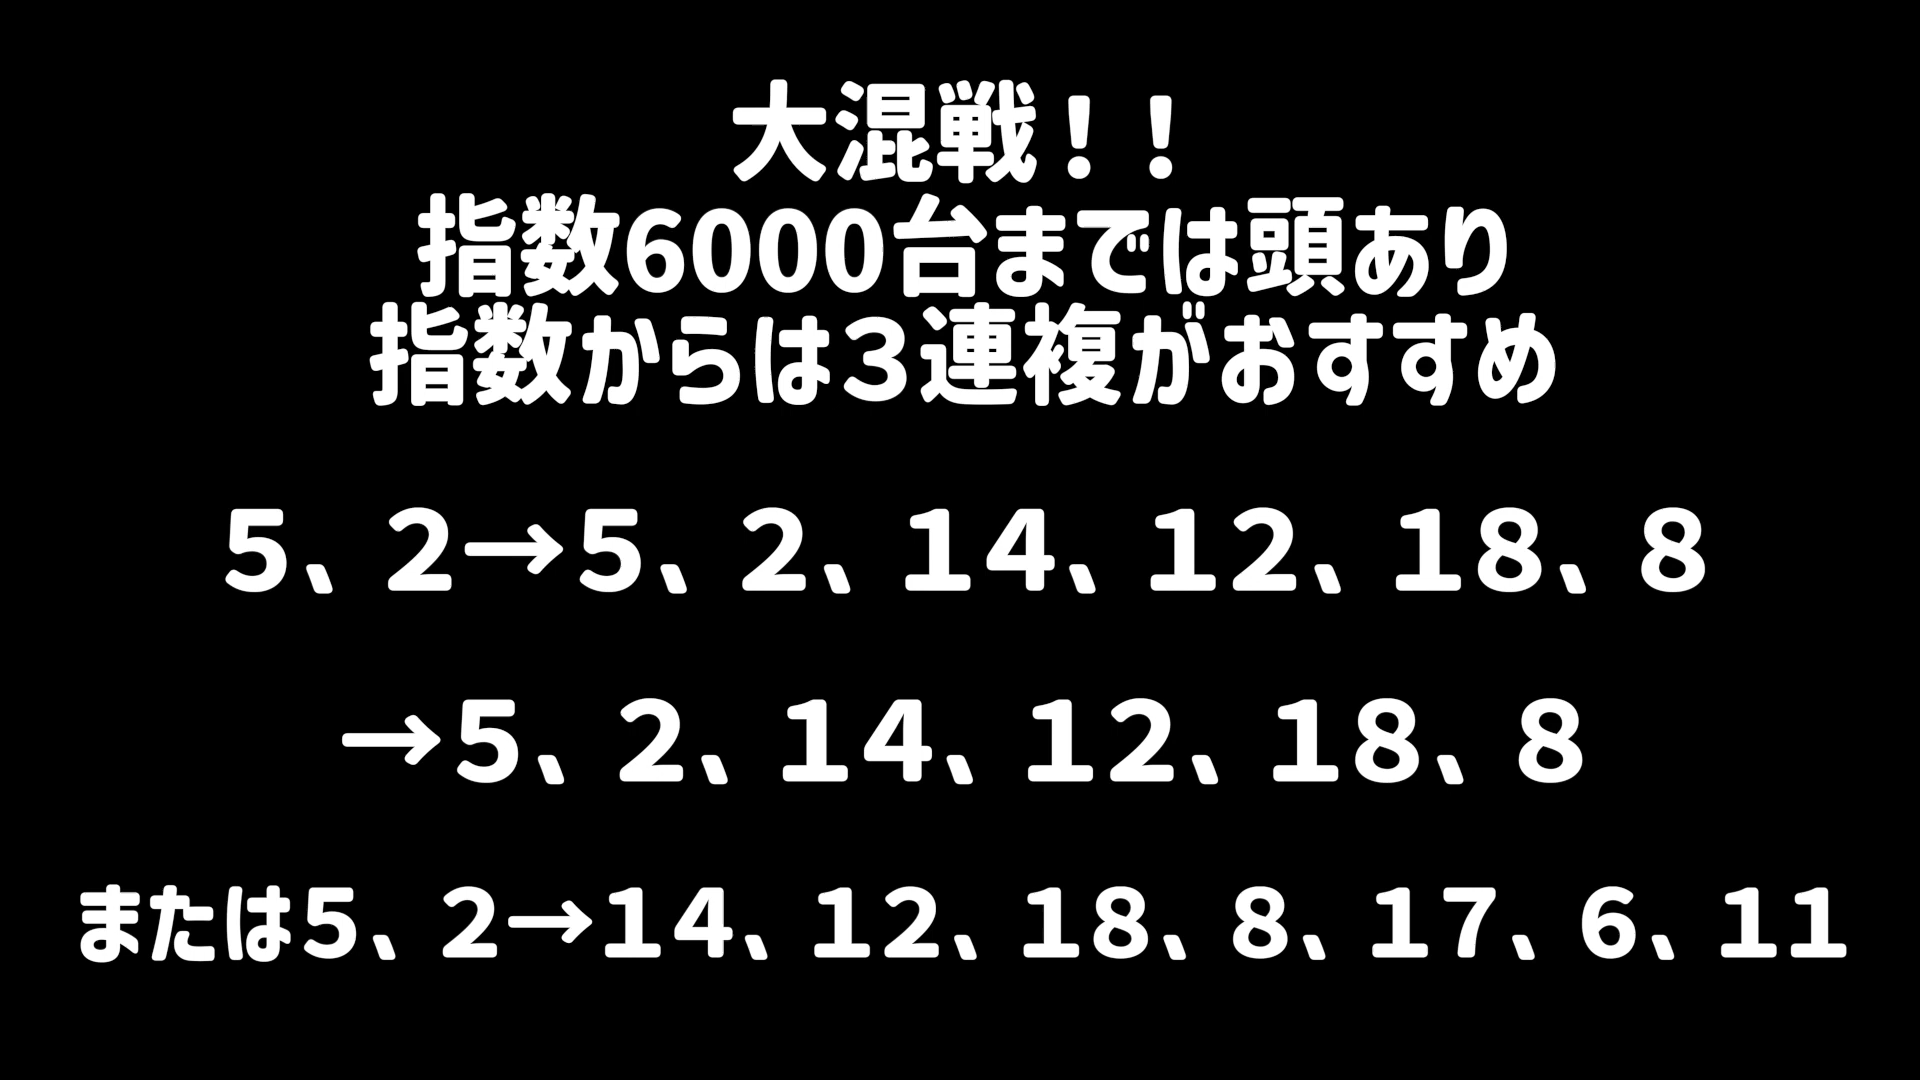 大混戦！！
指数6000台までは頭あり
指数からは３連複がおすすめ
５、２→５、２、１４、１２、１８、８
→５、２、１４、１２、１８、８
または５、２→１４、１２、１８、８、１７、６、１１